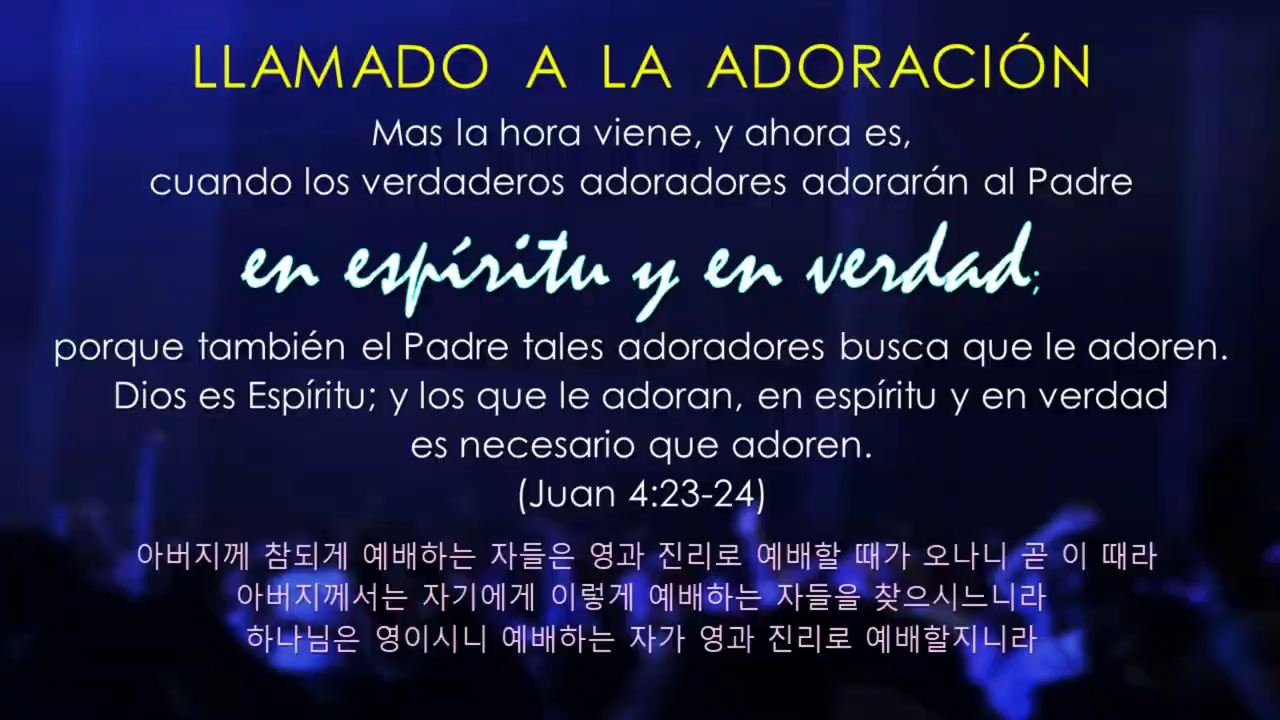 LLAMADO A LA ADORACIÓN
Mas la hora viene, y ahora es,
cuando los verdaderos adoradores adorarán al Padre
en espíritu y en verdad;
porque también el Padre tales adoradores busca que le adoren.
Dios es Espíritu; y los que le adoran, en espíritu y en verdad
es necesario que adoren.
(Juan 4:23-24)
아버지께 참되게 예배하는 자들은 영과 진리로 예배할 때가 오나니 곧 이 때라
아버지께서는 자기에게 이렇게 예배하는 자들을 찾으시느니라
하나님은 영이시니 예배하는 자가 영과 진리로 예배할지니라